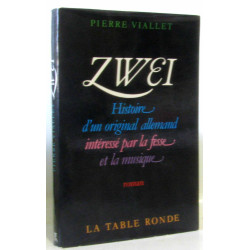 PIERRE VIALLET
ZWEI
Histoire
d'un original allemand
intéressé par la fesse
et la musique
roman
LA TABLE RONDE